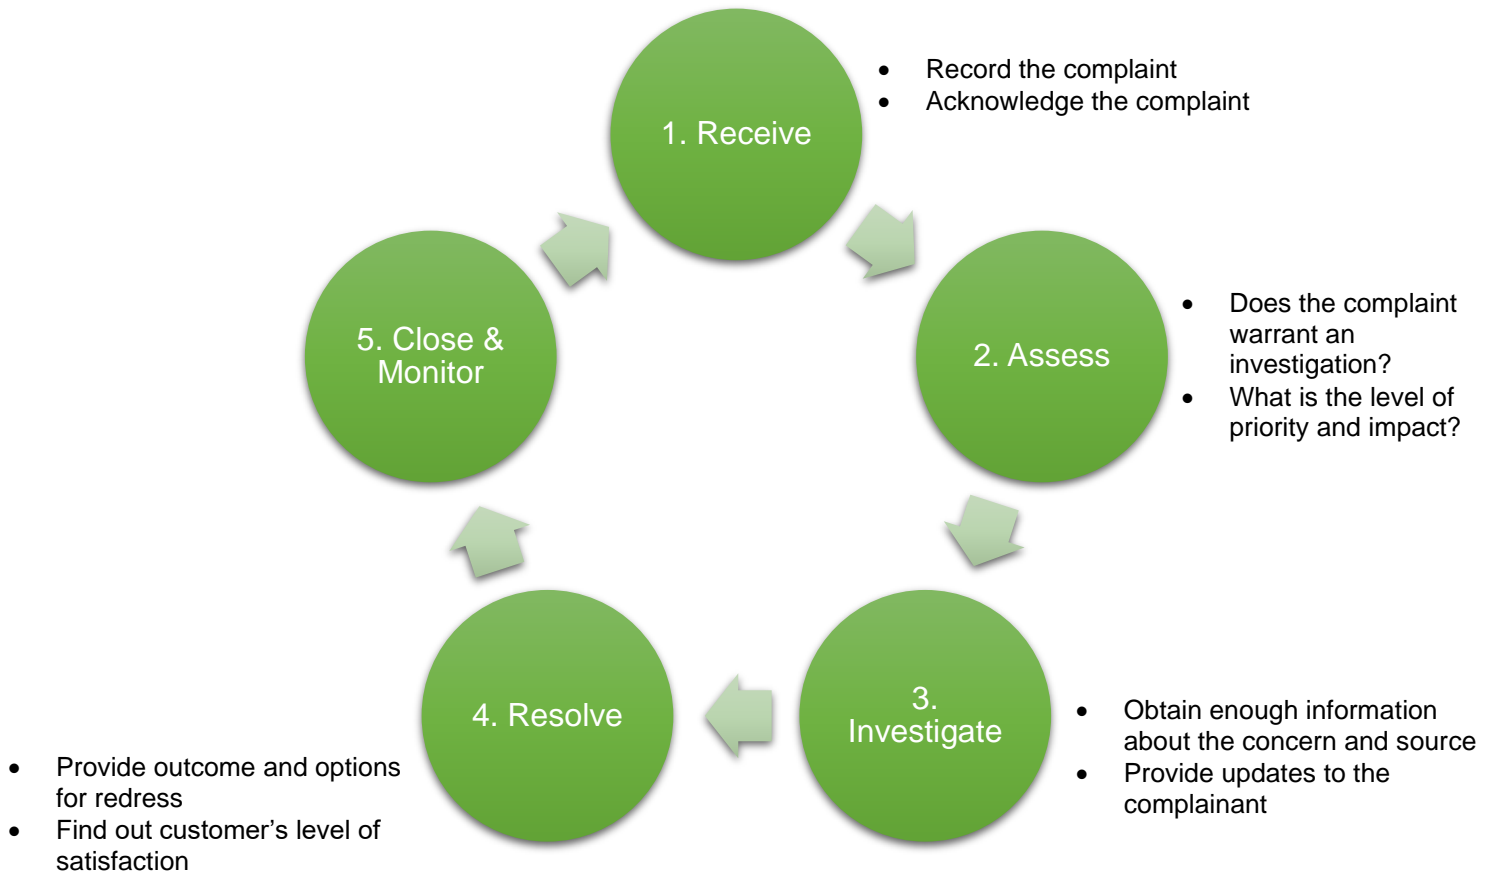 1. Receive
• Record the complaint
• Acknowledge the complaint
2. Assess
• Does the complaint
warrant an
investigation?
• What is the level of
priority and impact?
3.
Investigate
• Obtain enough information
about the concern and source
• Provide updates to the
complainant
4. Resolve
• Provide outcome and options
for redress
• Find out customer’s level of
satisfaction
5. Close &
Monitor